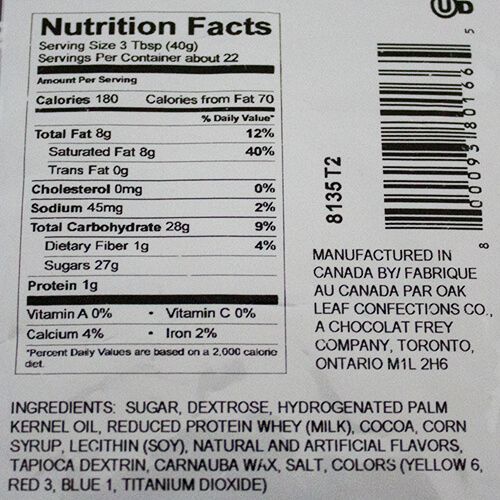 Nutrition Facts
Serving Size 3 Tbsp (40g)
Servings Per Container about 22
Amount Per Serving
Calories 180 Calories from Fat 70
% Daily Value*
Total Fat 8g 12%
Saturated Fat 8g 40%
Trans Fat 0g
Cholesterol 0mg 0%
Sodium 45mg 2%
Total Carbohydrate 28g 9%
Dietary Fiber 1g 4%
Sugars 27g
Protein 1g
Vitamin A 0% • Vitamin C 0%
Calcium 4% • Iron 2%
*Percent Daily Values are based on a 2,000 calorie
diet.
U D
8135T2
8 00093 80166 5
MANUFACTURED IN
CANADA BY/ FABRIQUE
AU CANADA PAR OAK
LEAF CONFECTIONS CO.,
A CHOCOLAT FREY
COMPANY, TORONTO,
ONTARIO M1L 2H6
INGREDIENTS: SUGAR, DEXTROSE, HYDROGENATED PALM
KERNEL OIL, REDUCED PROTEIN WHEY (MILK), COCOA, CORN
SYRUP, LECITHIN (SOY), NATURAL AND ARTIFICIAL FLAVORS,
TAPIOCA DEXTRIN, CARNAUBA WAX, SALT, COLORS (YELLOW 6,
RED 3, BLUE 1, TITANIUM DIOXIDE)